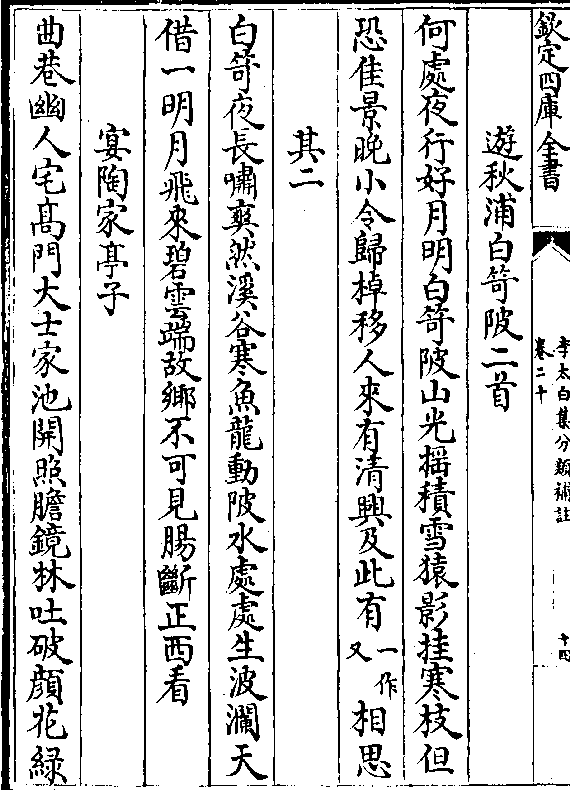 欽定四庫全書
李太白集分類補註
卷二十
十四
遊秋浦白笴陂二首
何處夜行好月明白笴陂山光揺積雪猿影挂寒枝但
恐佳景晚小令歸棹移人來有清興及此有一作又相思
其二
白笴夜長嘯爽然溪谷寒魚龍動陂水處處生波瀾天
借一明月飛來碧雲端故鄉不可見腸斷正西看
宴陶家亭子
曲巷幽人宅髙門大士家池開照膽鏡林吐破顔花綠